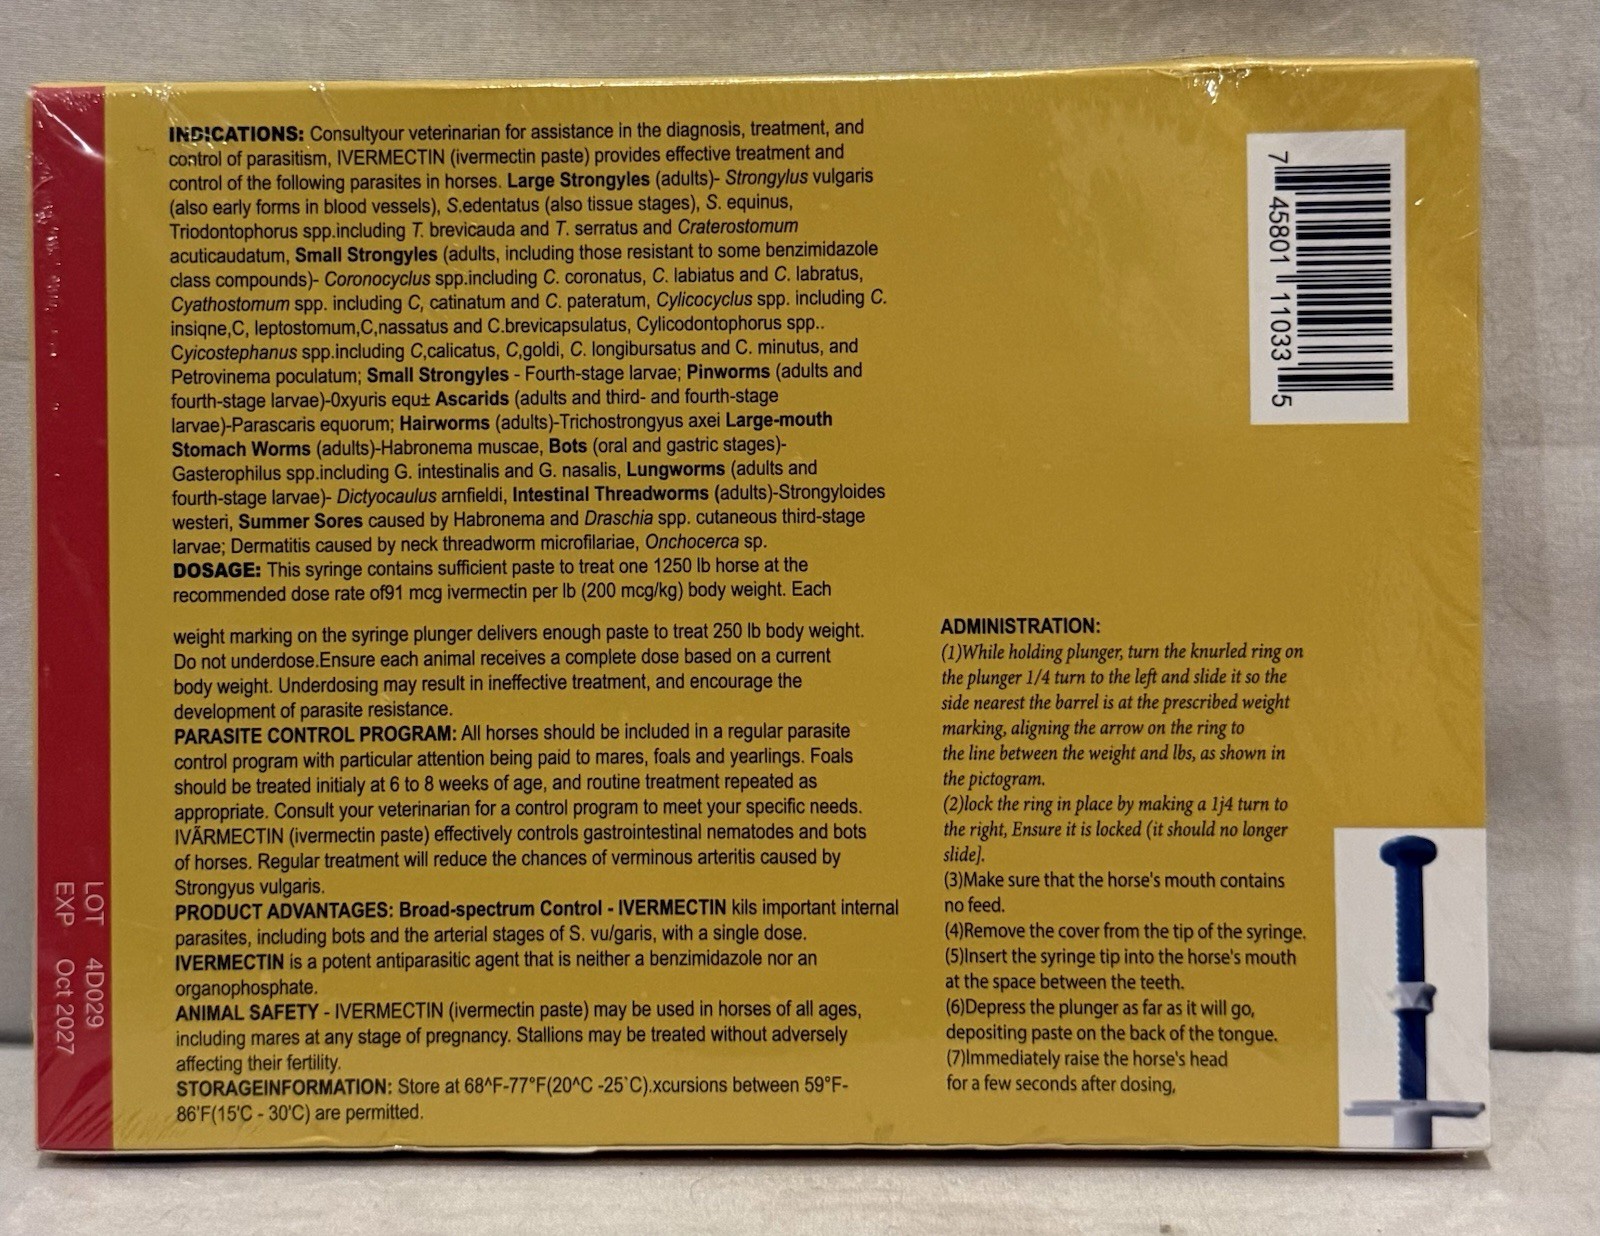 INDICATIONS: Consultyour veterinarian for assistance in the diagnosis, treatment, and
control of parasitism, IVERMECTIN (ivermectin paste) provides effective treatment and
control of the following parasites in horses. Large Strongyles (adults)- Strongylus vulgaris
(also early forms in blood vessels), S.edentatus (also tissue stages), S. equinus,
Triodontophorus spp.including T. brevicauda and T. serratus and Craterostomum
acuticaudatum, Small Strongyles (adults, including those resistant to some benzimidazole
class compounds)- Coronocyclus spp.including C. coronatus, C. labiatus and C. labratus,
Cyathostomum spp. including C, catinatum and C. pateratum, Cylicocyclus spp. including C.
insiqne,C, leptostomum,C,nassatus and C.brevicapsulatus, Cylicodontophorus spp..
Cyicostephanus spp.including C,calicatus, C,goldi, C. longibursatus and C. minutus, and
Petrovinema poculatum; Small Strongyles - Fourth-stage larvae; Pinworms (adults and
fourth-stage larvae)-0xyuris equ± Ascarids (adults and third- and fourth-stage
larvae)-Parascaris equorum; Hairworms (adults)-Trichostrongyus axei Large-mouth
Stomach Worms (adults)-Habronema muscae, Bots (oral and gastric stages)-
Gasterophilus spp.including G. intestinalis and G. nasalis, Lungworms (adults and
fourth-stage larvae)- Dictyocaulus arnfieldi, Intestinal Threadworms (adults)-Strongyloides
westeri, Summer Sores caused by Habronema and Draschia spp. cutaneous third-stage
larvae; Dermatitis caused by neck threadworm microfilariae, Onchocerca sp.
DOSAGE: This syringe contains sufficient paste to treat one 1250 lb horse at the
recommended dose rate of91 mcg ivermectin per lb (200 mcg/kg) body weight. Each
weight marking on the syringe plunger delivers enough paste to treat 250 lb body weight.
Do not underdose.Ensure each animal receives a complete dose based on a current
body weight. Underdosing may result in ineffective treatment, and encourage the
development of parasite resistance.
PARASITE CONTROL PROGRAM: All horses should be included in a regular parasite
control program with particular attention being paid to mares, foals and yearlings. Foals
should be treated initialy at 6 to 8 weeks of age, and routine treatment repeated as
appropriate. Consult your veterinarian for a control program to meet your specific needs.
IVÃRMECTIN (ivermectin paste) effectively controls gastrointestinal nematodes and bots
of horses. Regular treatment will reduce the chances of verminous arteritis caused by
Strongyus vulgaris.
PRODUCT ADVANTAGES: Broad-spectrum Control - IVERMECTIN kils important internal
parasites, including bots and the arterial stages of S. vu/garis, with a single dose.
IVERMECTIN is a potent antiparasitic agent that is neither a benzimidazole nor an
organophosphate.
ANIMAL SAFETY - IVERMECTIN (ivermectin paste) may be used in horses of all ages,
including mares at any stage of pregnancy. Stallions may be treated without adversely
affecting their fertility.
STORAGEINFORMATION: Store at 68^F-77°F(20^C -25°C).xcursions between 59°F-
86'F(15'C - 30'C) are permitted.
ADMINISTRATION:
(1)While holding plunger, turn the knurled ring on
the plunger 1/4 turn to the left and slide it so the
side nearest the barrel is at the prescribed weight
marking, aligning the arrow on the ring to
the line between the weight and lbs, as shown in
the pictogram.
(2)lock the ring in place by making a 1j4 turn to
the right, Ensure it is locked (it should no longer
slide].
(3)Make sure that the horse's mouth contains
no feed.
(4)Remove the cover from the tip of the syringe.
(5)Insert the syringe tip into the horse's mouth
at the space between the teeth.
(6)Depress the plunger as far as it will go,
depositing paste on the back of the tongue.
(7)Immediately raise the horse's head
for a few seconds after dosing,
7 45801 11033 5
LOT 4D029
EXP Oct 2027